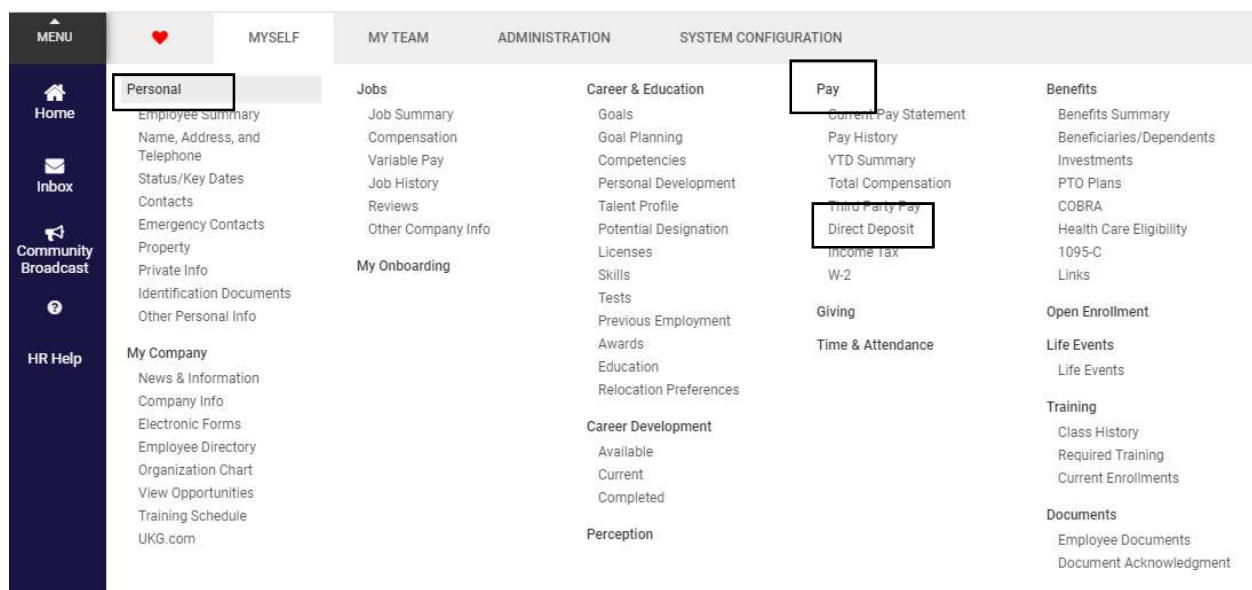 MENU
MYSELF
MY TEAM
ADMINISTRATION
SYSTEM CONFIGURATION
Home
Inbox
Community
Broadcast
HR Help
Personal
Employee Summary
Name, Address, and
Telephone
Status/Key Dates
Contacts
Emergency Contacts
Property
Private Info
Identification Documents
Other Personal Info
My Company
News & Information
Company Info
Electronic Forms
Employee Directory
Organization Chart
View Opportunities
Training Schedule
UKG.com
Jobs
Job Summary
Compensation
Variable Pay
Job History
Reviews
Other Company Info
My Onboarding
Career & Education
Goals
Goal Planning
Competencies
Personal Development
Talent Profile
Potential Designation
Licenses
Skills
Tests
Previous Employment
Awards
Education
Relocation Preferences
Career Development
Available
Current
Completed
Perception
Pay
Current Pay Statement
Pay History
YTD Summary
Total Compensation
Third Party Pay
Direct Deposit
Income Tax
W-2
Giving
Time & Attendance
Benefits
Benefits Summary
Beneficiaries/Dependents
Investments
PTO Plans
COBRA
Health Care Eligibility
1095-C
Links
Open Enrollment
Life Events
Life Events
Training
Class History
Required Training
Current Enrollments
Documents
Employee Documents
Document Acknowledgment